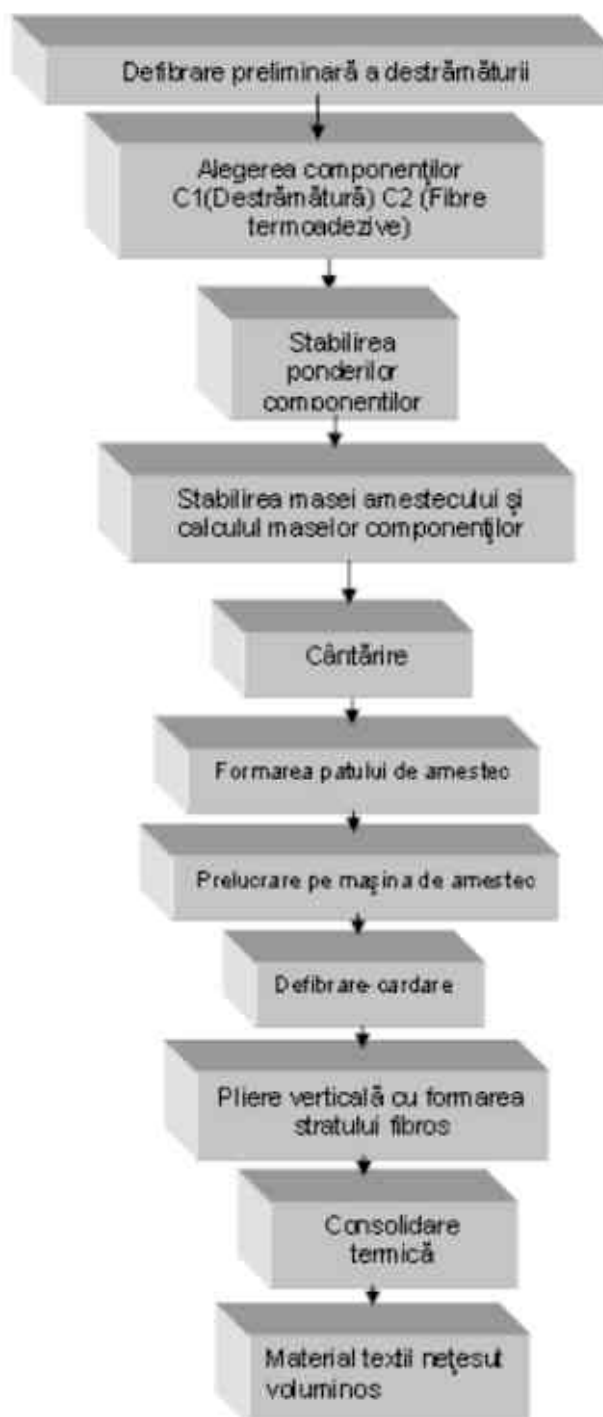 Defibrare preliminară a destrămăturii
Alegerea componenţilor
C1(Destrămătură) C2 (Fibre
termoadezive)
Stabilirea
ponderilor
componenţilor
Stabilirea masei amestecului şi
calculul maselor componenţilor
Cântărire
Formarea patului de amestec
Prelucrare pe maşina de amestec
Defibrare-cardare
Pliere verticală cu formarea
stratului fibros
Consolidare
termică
Material textil neţesut
voluminos